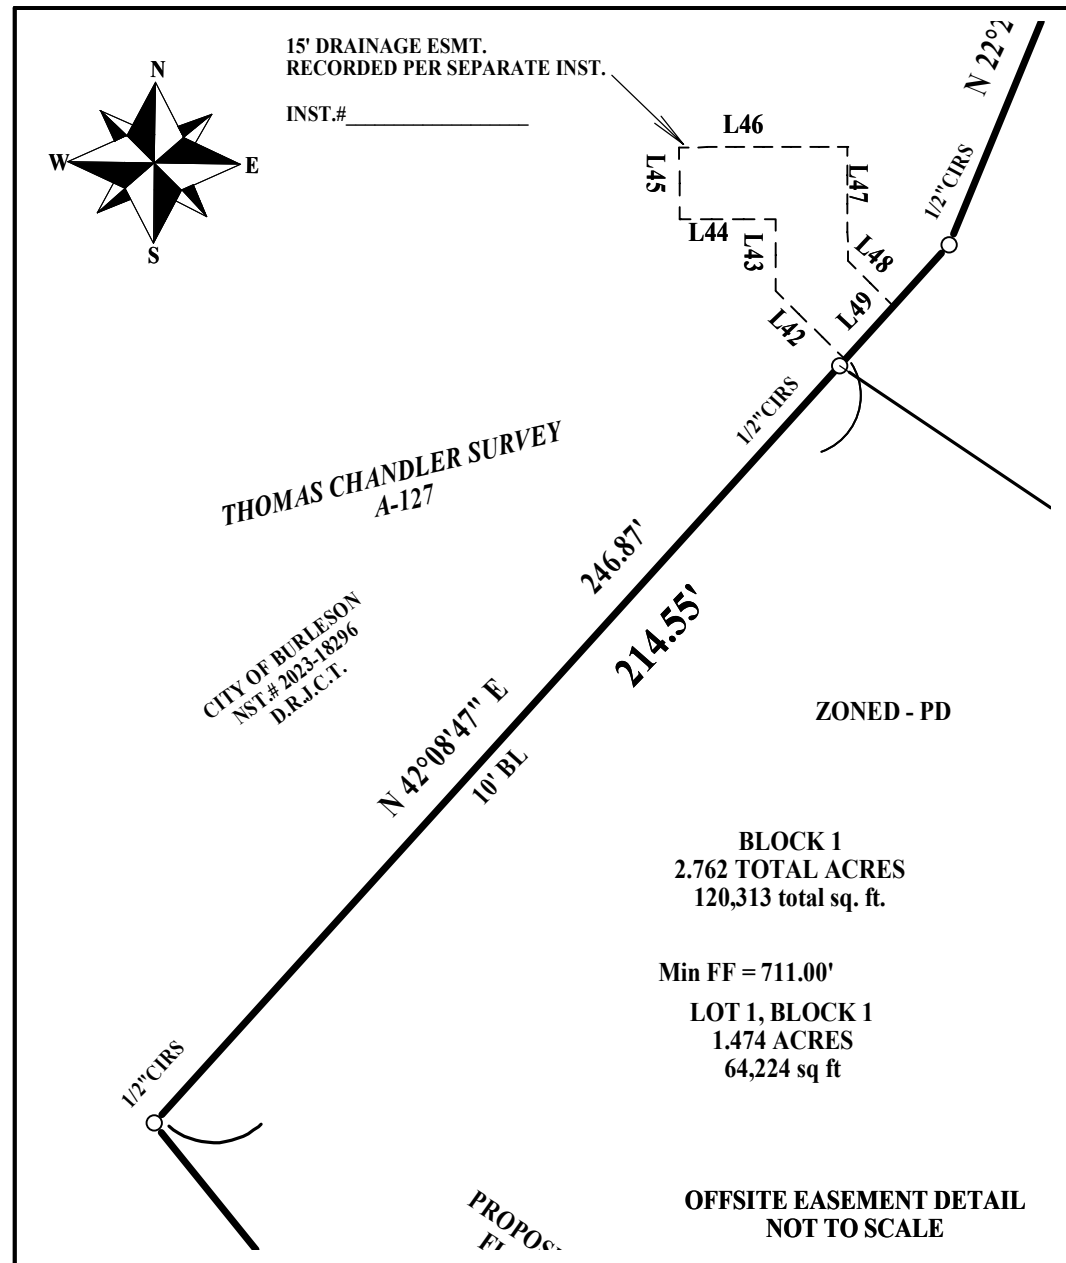 15' DRAINAGE ESMT.
RECORDED PER SEPARATE INST.
INST.#__________________
N
W
E
S
L46
L45
L47
L44
L43
L48
L49
L42
N 22°2
1/2"CIRS
1/2"CIRS
THOMAS CHANDLER SURVEY
A-127
246.87'
214.55'
CITY OF BURLESON
NST.# 2023-18296
D.R.J.C.T.
N 42°08'47" E
10' BL
ZONED - PD
BLOCK 1
2.762 TOTAL ACRES
120,313 total sq. ft.
Min FF = 711.00'
LOT 1, BLOCK 1
1.474 ACRES
64,224 sq ft
1/2"CIRS
OFFSITE EASEMENT DETAIL
NOT TO SCALE